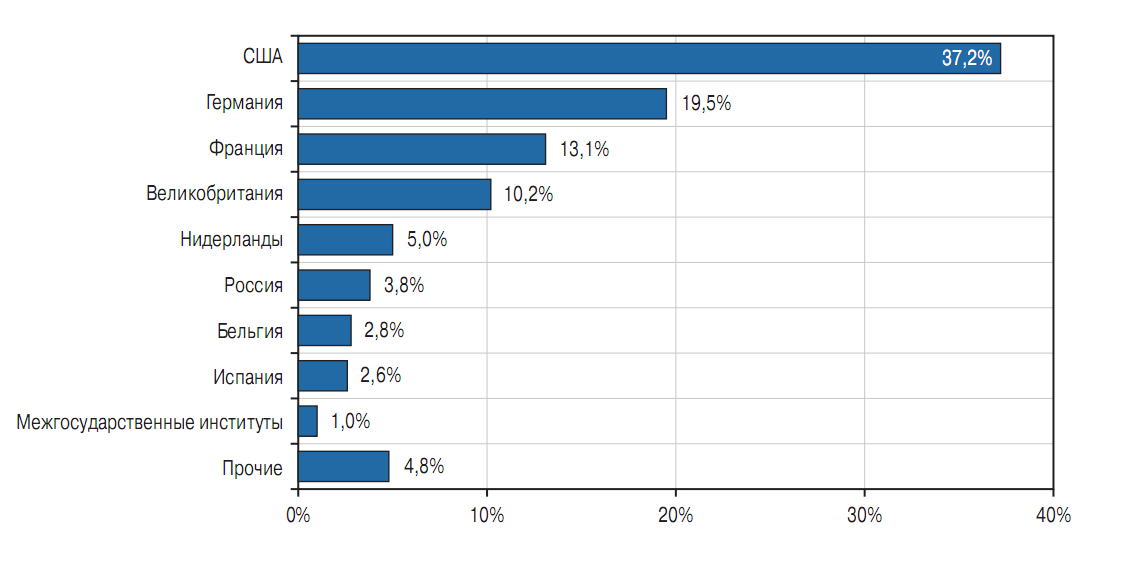 США 37,2%
Германия 19,5%
Франция 13,1%
Великобритания 10,2%
Нидерланды 5,0%
Россия 3,8%
Бельгия 2,8%
Испания 2,6%
Межгосударственные институты 1,0%
Прочие 4,8%
0% 10% 20% 30% 40%